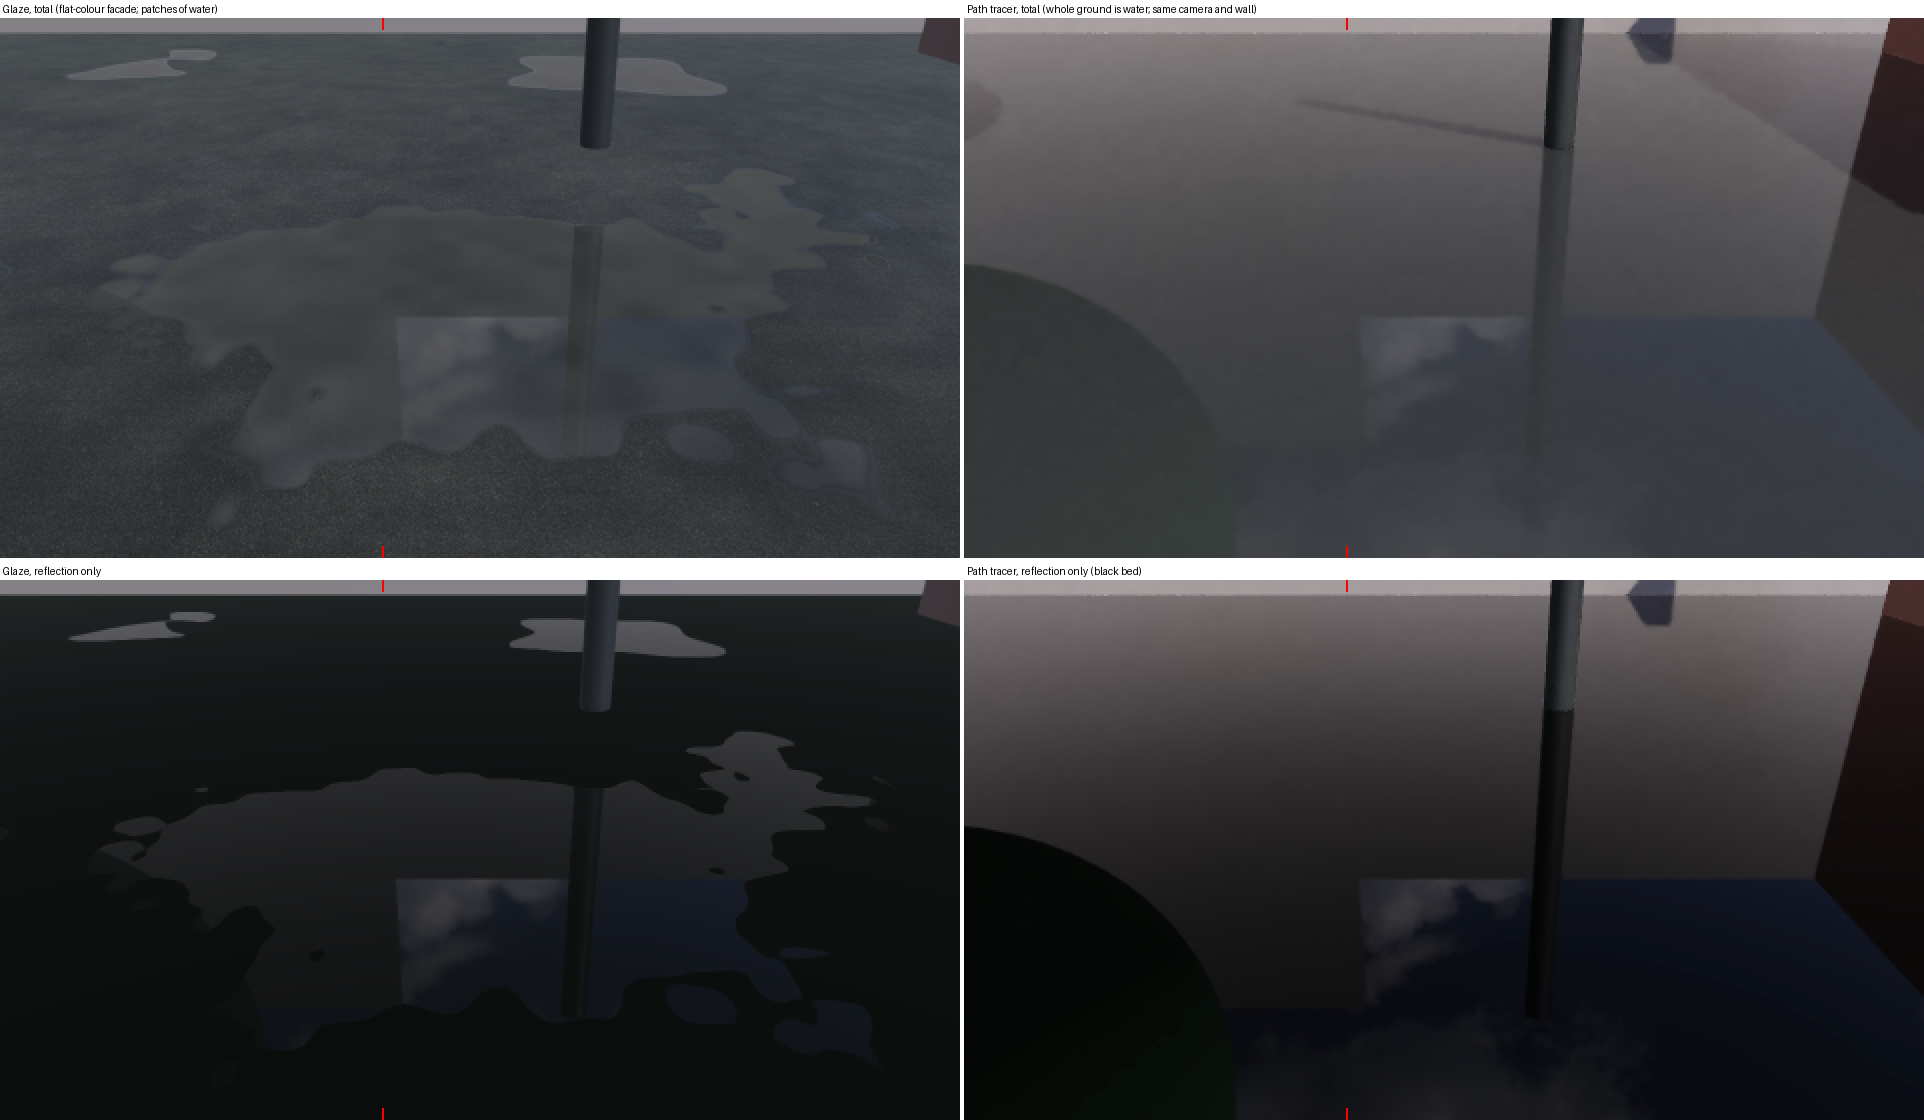 Glaze, total (flat-colour facade; patches of water)
Path tracer, total (whole ground is water; same camera and wall)
Glaze, reflection only
Path tracer, reflection only (black bed)